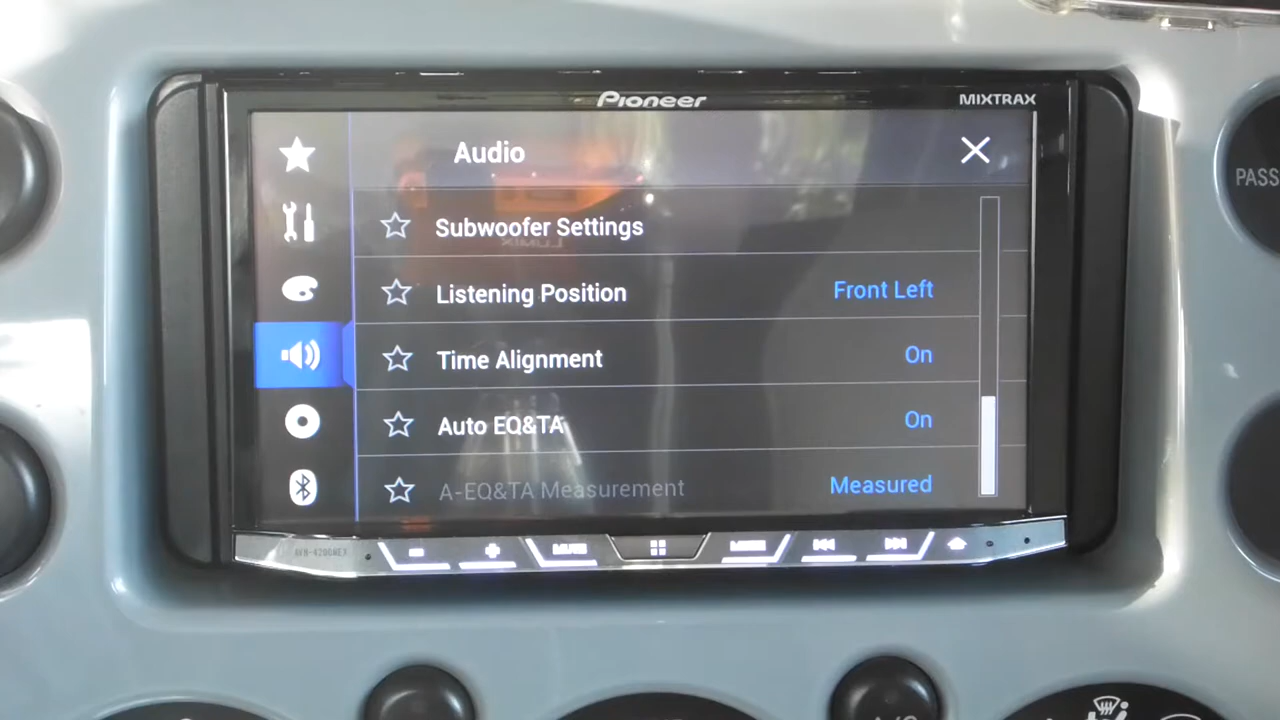 Pioneer
MIXTRAX
Audio
Subwoofer Settings
Listening Position Front Left
Time Alignment On
Auto EQ&TA On
A-EQ&TA Measurement Measured
MUTE
PASS